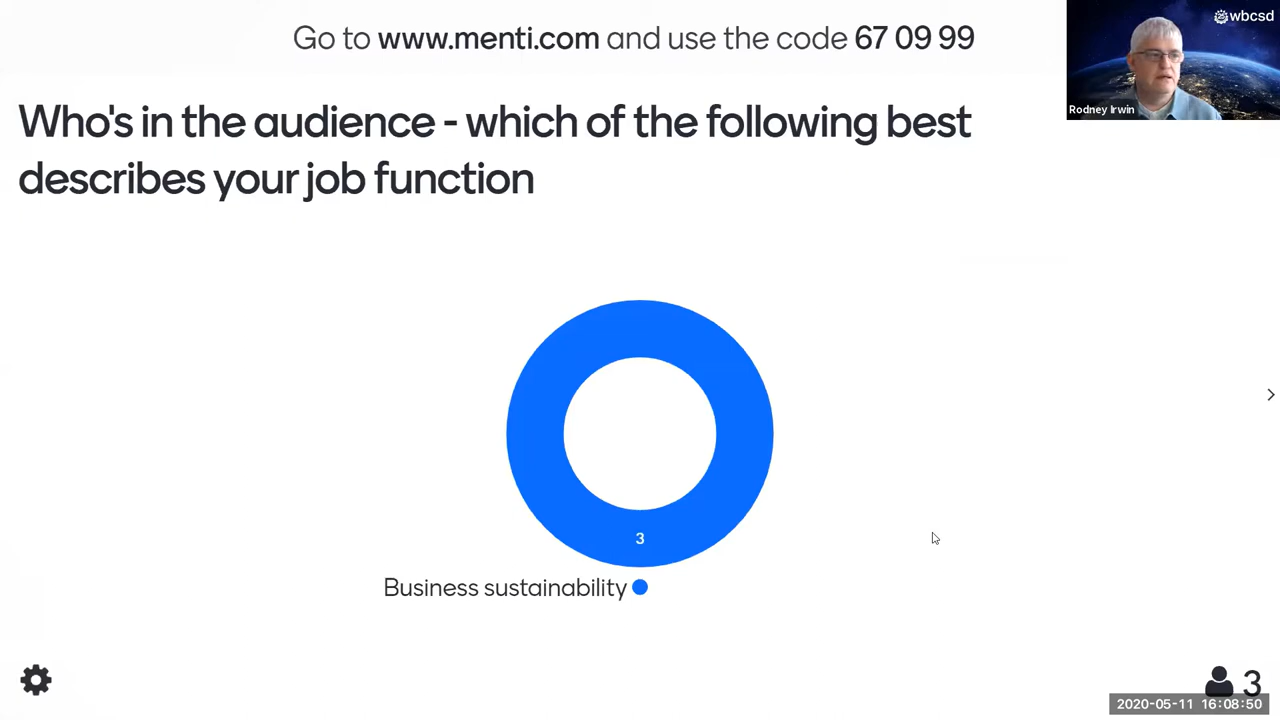 Go to www.menti.com and use the code 67 09 99
wbcsd
Rodney Irwin
Who's in the audience - which of the following best
describes your job function
3
Business sustainability
3
2020-05-11 16:08:50